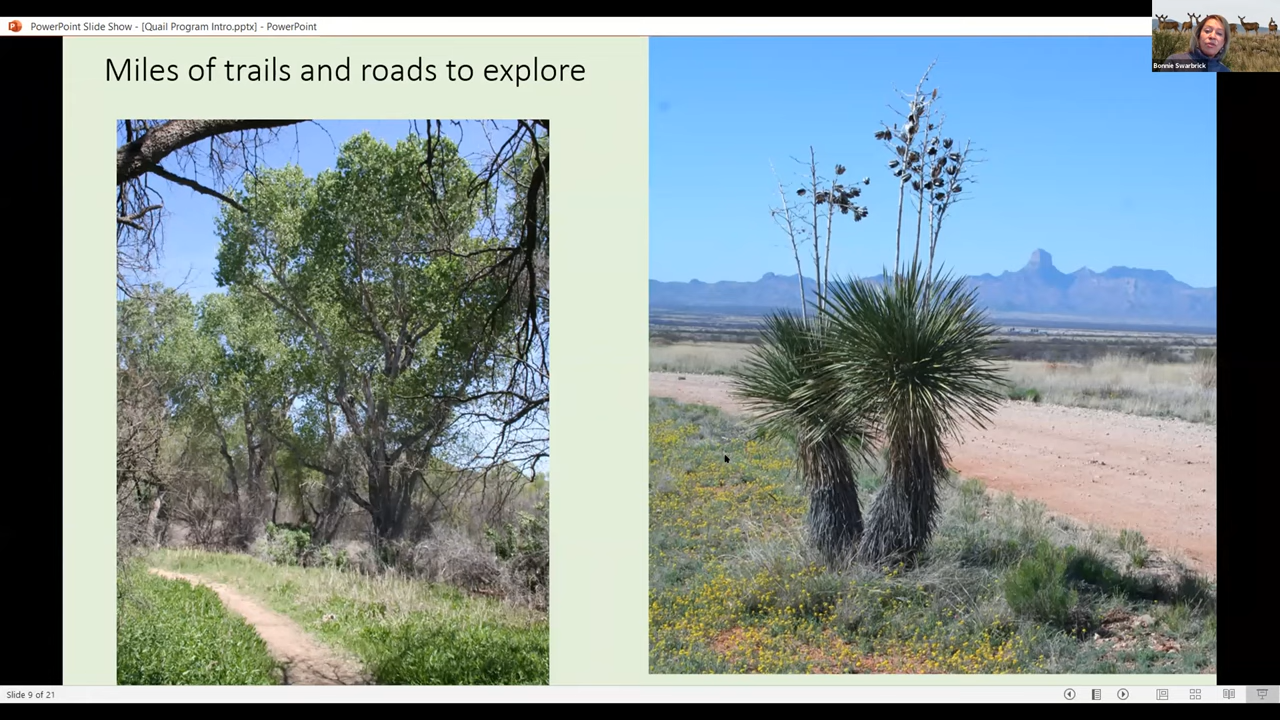 PowerPoint Slide Show - [Quail Program Intro.pptx] - PowerPoint
Bonnie Swarbrick
Miles of trails and roads to explore
Slide 9 of 21